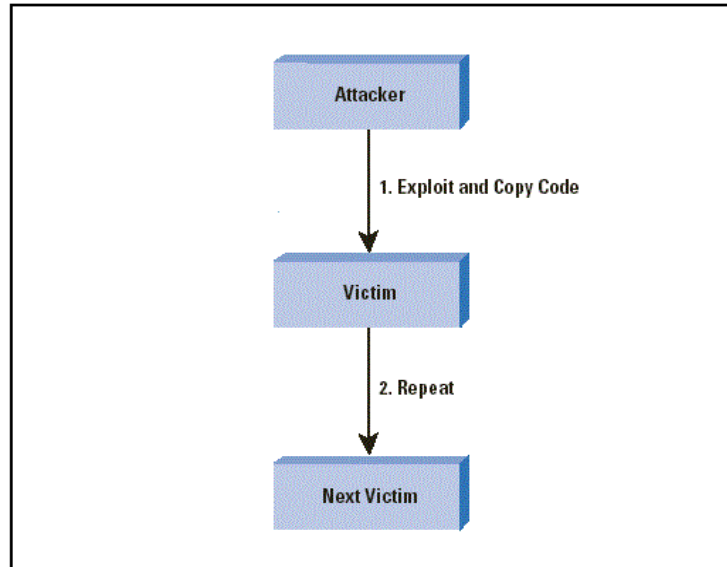 Attacker
1. Exploit and Copy Code
Victim
2. Repeat
Next Victim